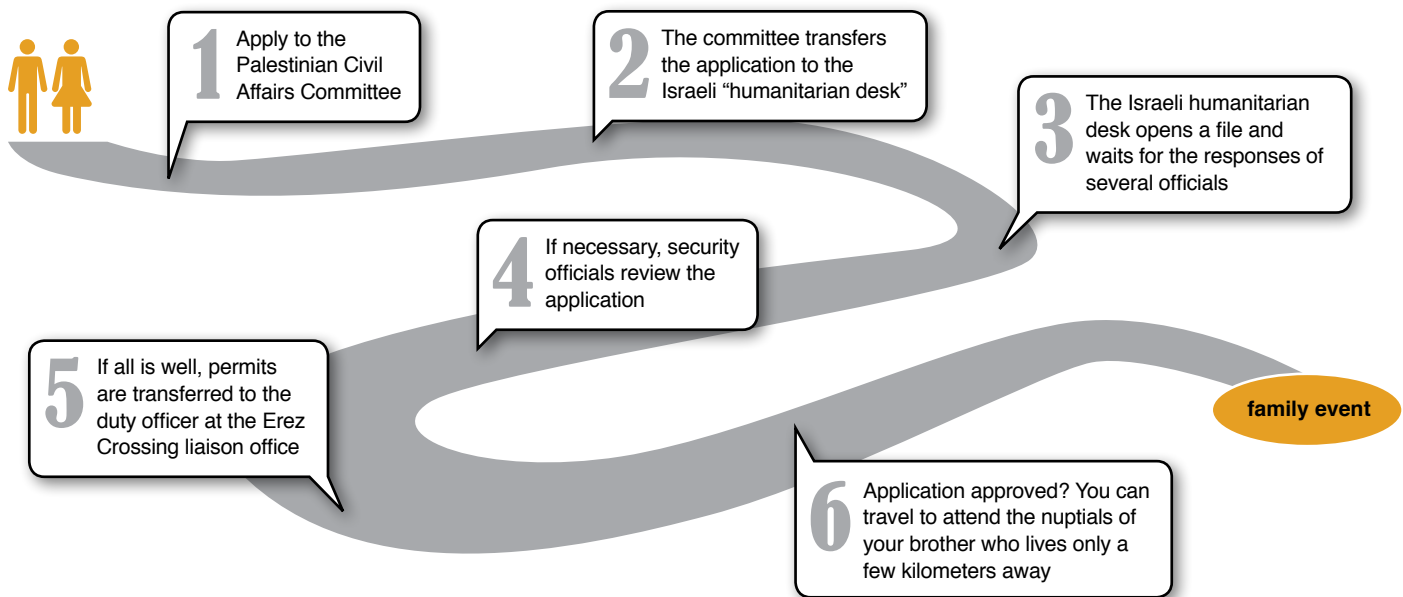 1
Apply to the
Palestinian Civil
Affairs Committee
2
The committee transfers
the application to the
Israeli “humanitarian desk”
3
The Israeli humanitarian
desk opens a file and
waits for the responses of
several officials
4
If necessary, security
officials review the
application
5
If all is well, permits
are transferred to the
duty officer at the Erez
Crossing liaison office
6
Application approved? You can
travel to attend the nuptials of
your brother who lives only a
few kilometers away
family event